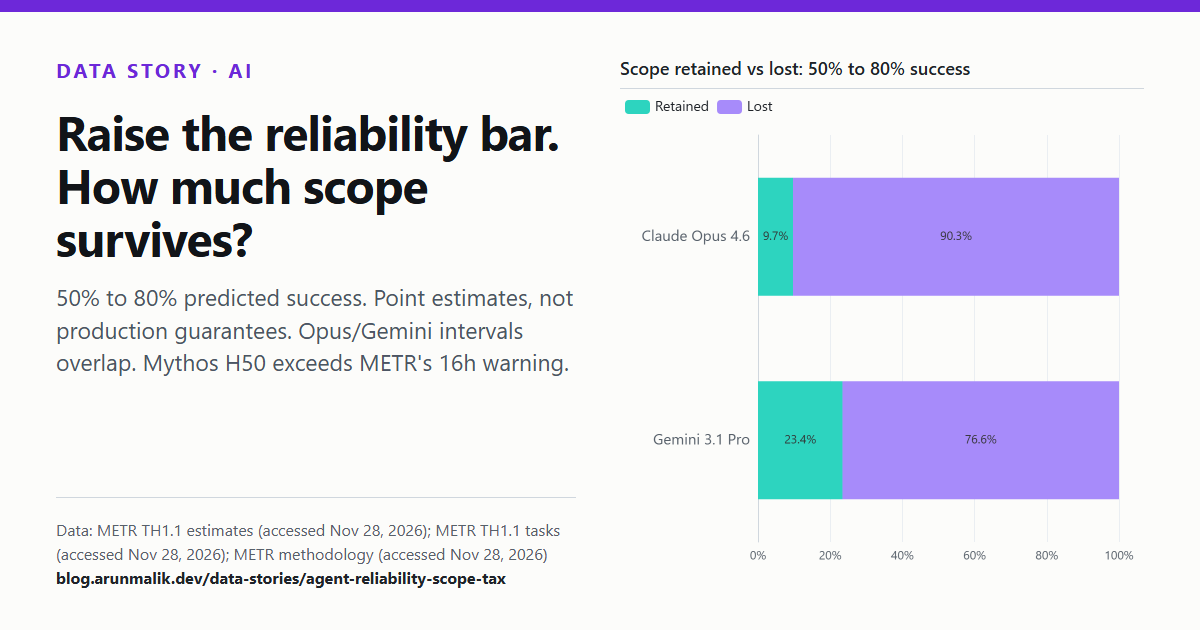 DATA STORY · AI
Raise the reliability bar.
How much scope
survives?
50% to 80% predicted success. Point estimates, not
production guarantees. Opus/Gemini intervals
overlap. Mythos H50 exceeds METR's 16h warning.
Data: METR TH1.1 estimates (accessed Nov 28, 2026); METR TH1.1 tasks
(accessed Nov 28, 2026); METR methodology (accessed Nov 28, 2026)
blog.arunmalik.dev/data-stories/agent-reliability-scope-tax
Scope retained vs lost: 50% to 80% success
Retained Lost
Claude Opus 4.6 9.7% 90.3%
Gemini 3.1 Pro 23.4% 76.6%
0% 20% 40% 60% 80% 100%